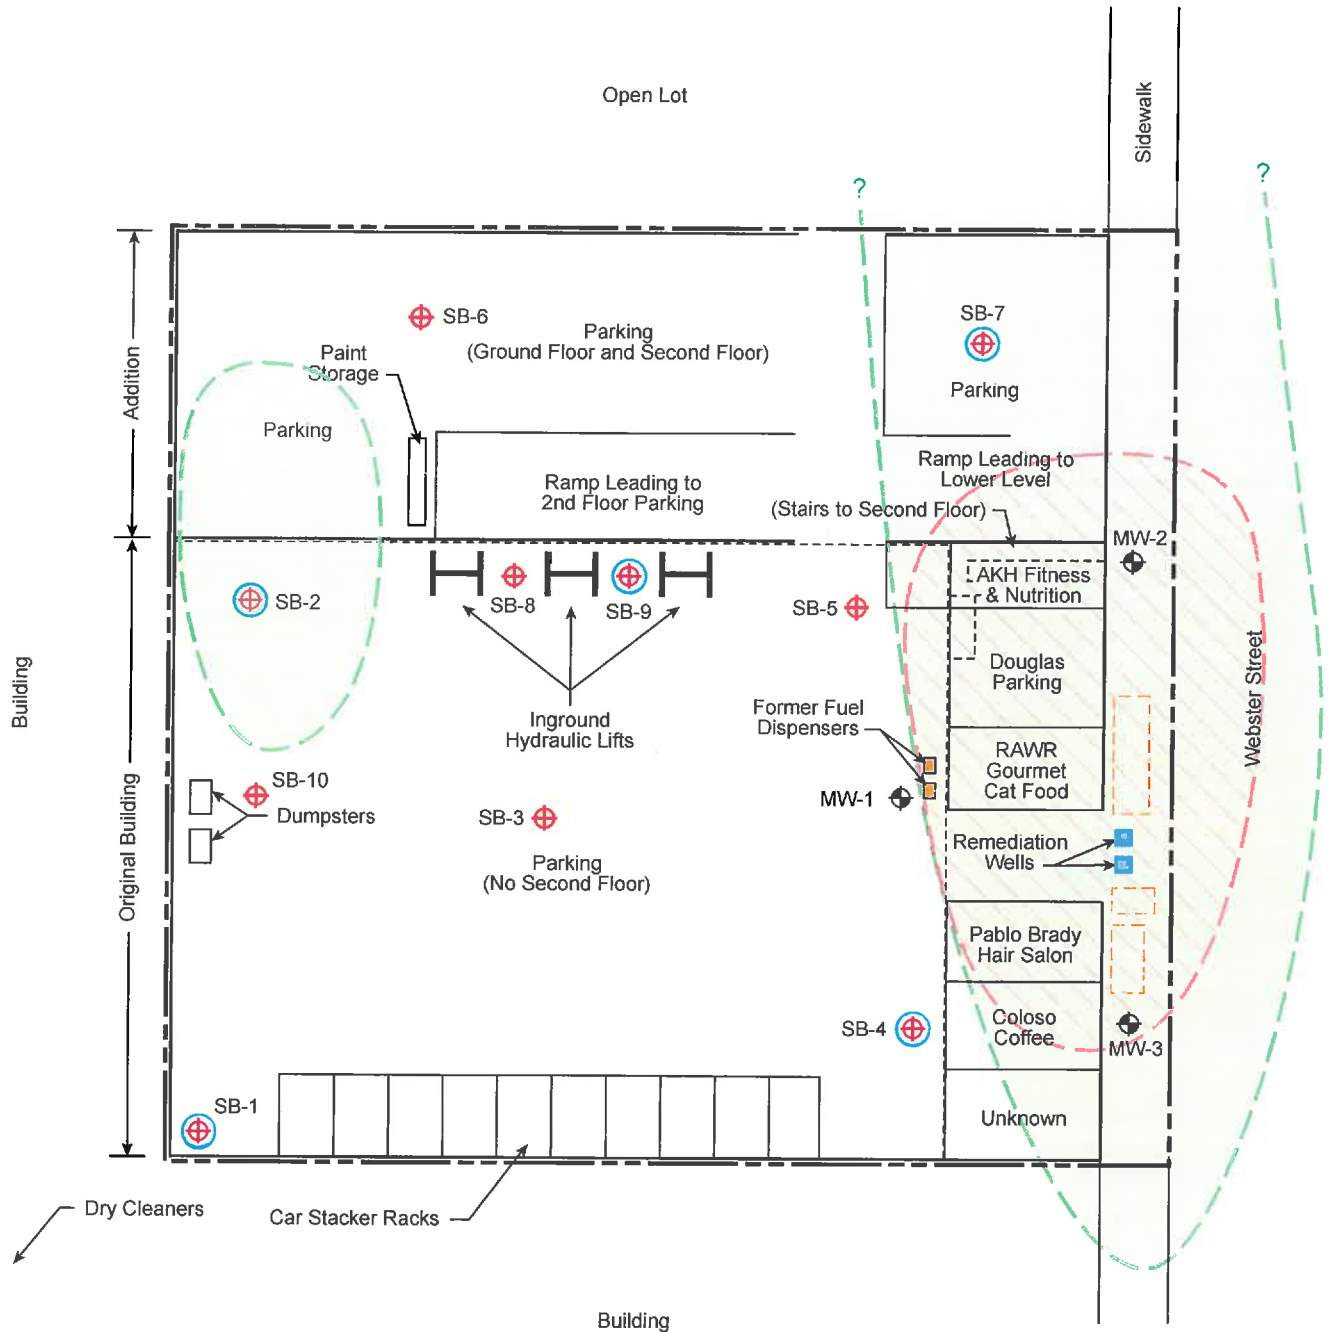 Open Lot
Sidewalk
?
?
SB-6
Parking
(Ground Floor and Second Floor)
SB-7
Parking
Paint
Storage
Addition
Parking
Ramp Leading to
2nd Floor Parking
Ramp Leading to
Lower Level
(Stairs to Second Floor)
MW-2
AKH Fitness
& Nutrition
SB-2
SB-8
SB-9
SB-5
Douglas
Parking
Webster Street
Building
Inground
Hydraulic Lifts
Former Fuel
Dispensers
RAWR
Gourmet
Cat Food
MW-1
SB-10
Dumpsters
SB-3
Parking
(No Second Floor)
Original Building
Remediation
Wells
Pablo Brady
Hair Salon
SB-4
Coloso
Coffee
MW-3
SB-1
Unknown
Dry Cleaners
Car Stacker Racks
Building